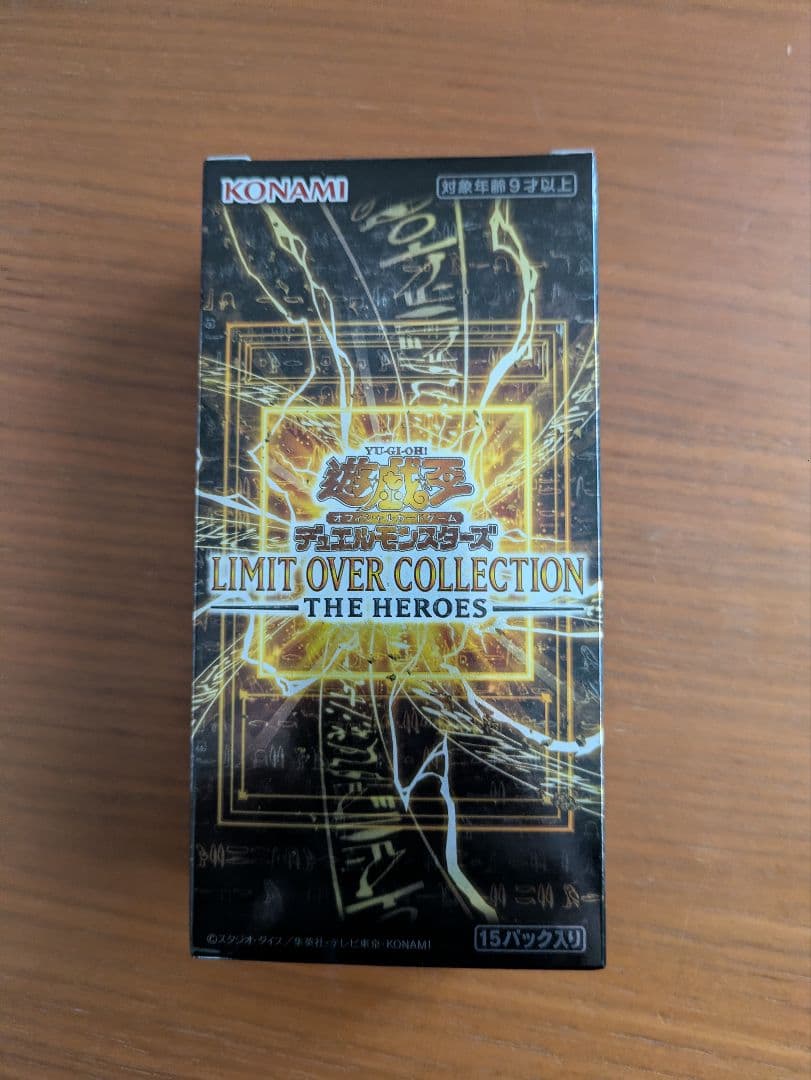 KONAMI
対象年齢9才以上
YU-GI-OH!
遊戯王
オフィシャルカードゲーム
デュエルモンスターズ
LIMIT OVER COLLECTION
THE HEROES
©スタジオ・ダイス/集英社・テレビ東京・KONAMI
15パック入り